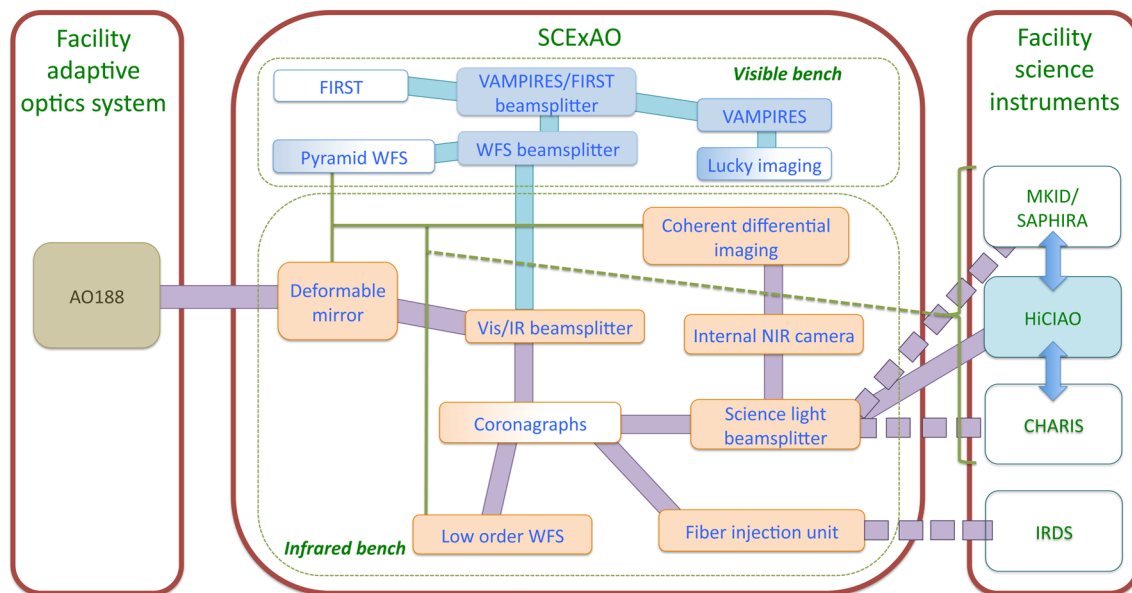 Facility
adaptive
optics system
AO188
SCExAO
Visible bench
FIRST
VAMPIRES/FIRST
beamsplitter
VAMPIRES
Pyramid WFS
WFS beamsplitter
Lucky imaging
Coherent differential
imaging
Deformable
mirror
Vis/IR beamsplitter
Internal NIR camera
Coronagraphs
Science light
beamsplitter
Low order WFS
Fiber injection unit
Infrared bench
Facility
science
instruments
MKID/
SAPHIRA
HiCIAO
CHARIS
IRDS